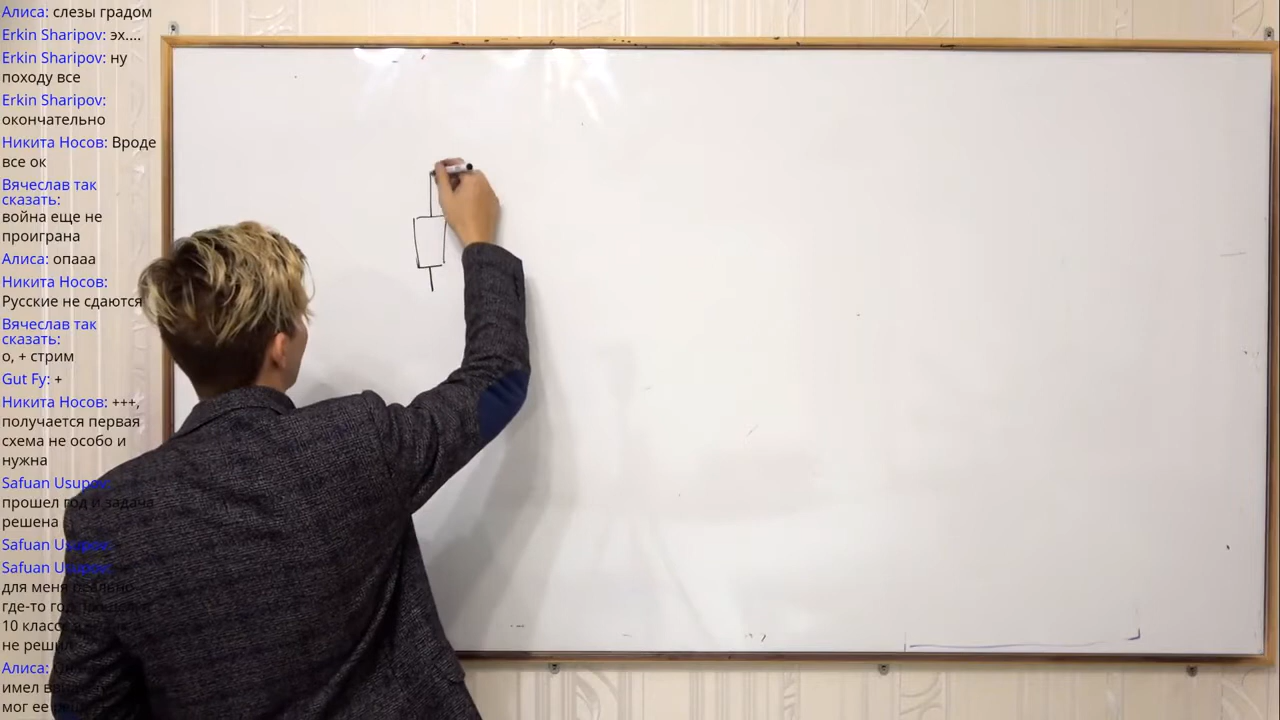 Алиса: слезы градом
Erkin Sharipov: эх....
Erkin Sharipov: ну
походу все
Erkin Sharipov:
окончательно
Никита Носов: Вроде
все ок
Вячеслав так
сказать:
война еще не
проиграна
Алиса: опааа
Никита Носов:
Русские не сдаются
Вячеслав так
сказать:
о, + стрим
Gut Fy: +
Никита Носов: +++,
получается первая
схема не особо и
нужна
Safuan Usupov:
прошел год и задача
решена
Safuan Usupov:
Safuan Usupov:
для меня реально
где-то год
10 класс
не решил
Алиса:
имел в
мог ее